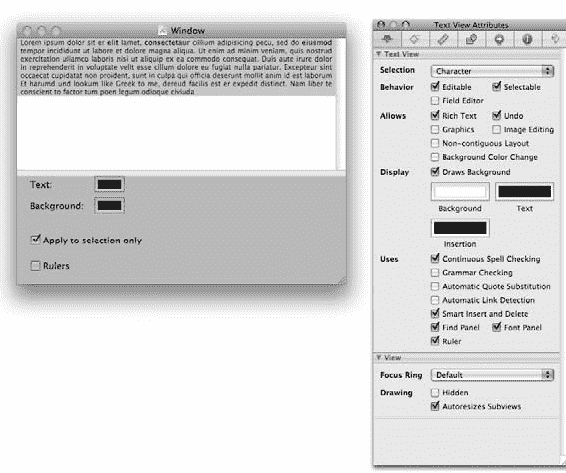 Window
Lorem ipsum dolor sit er elit lamet, consectetaur cillium adipisicing pecu, sed do eiusmod
tempor incididunt ut labore et dolore magna aliqua. Ut enim ad minim veniam, quis nostrud
exercitation ullamco laboris nisi ut aliquip ex ea commodo consequat. Duis aute irure dolor
in reprehenderit in voluptate velit esse cillum dolore eu fugiat nulla pariatur. Excepteur sint
occaecat cupidatat non proident, sunt in culpa qui officia deserunt mollit anim id est laborum
Et harumd und lookum like Greek to me, dereud facilis est er expedit distinct. Nam liber te
conscient to factor tum poen legum odioque civiuda
Text:
Background:
Apply to selection only
Rulers
Text View Attributes
Text View
Selection Character
Behavior Editable Selectable
Field Editor
Allows Rich Text Undo
Graphics Image Editing
Non-contiguous Layout
Background Color Change
Display Draws Background
Background Text
Insertion
Uses Continuous Spell Checking
Grammar Checking
Automatic Quote Substitution
Automatic Link Detection
Smart Insert and Delete
Find Panel Font Panel
Ruler
View
Focus Ring Default
Drawing Hidden
Autoresizes Subviews